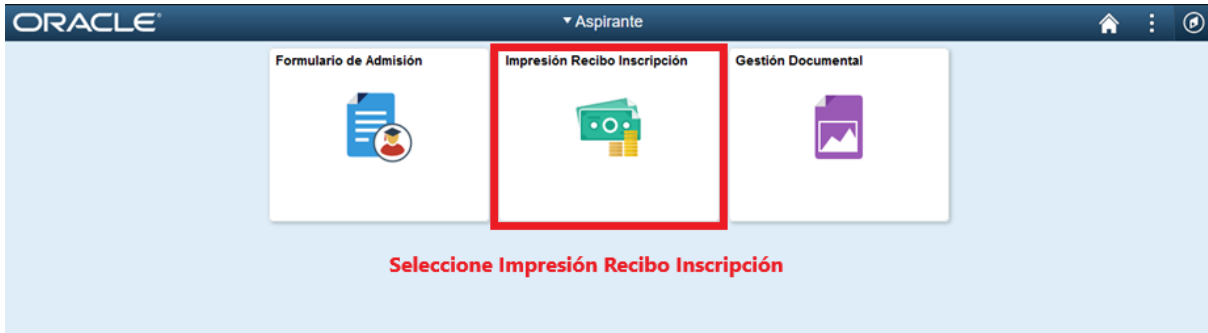 ORACLE
Aspirante
Formulario de Admisión
Impresión Recibo Inscripción
Gestión Documental
Seleccione Impresión Recibo Inscripción